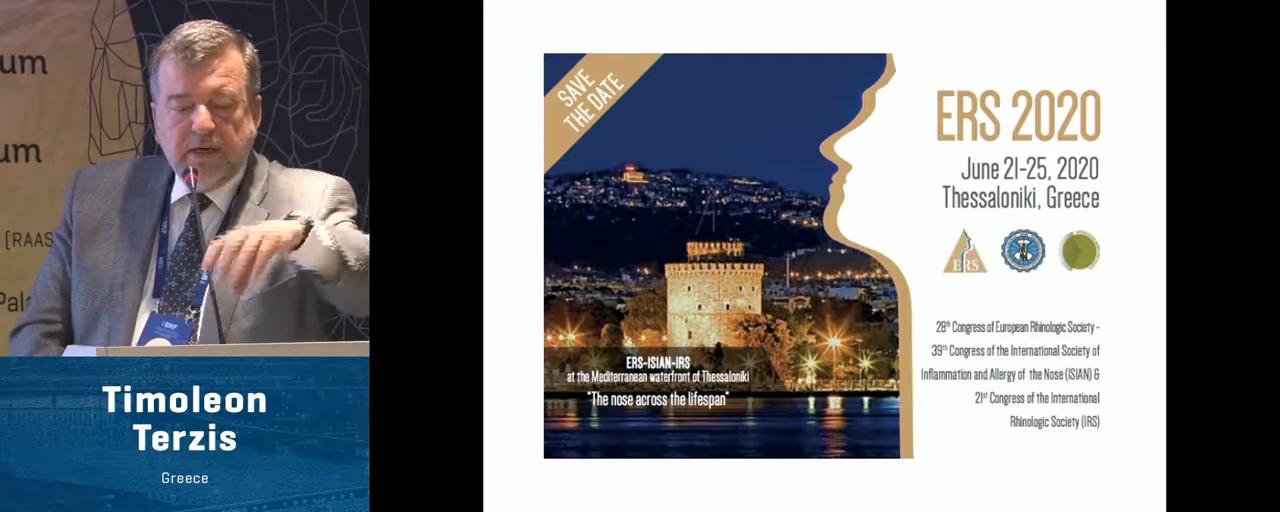 um
um
[RAAS
Pala
Timoleon
Terzis
Greece
SAVE
THE DATE
ERS-ISIAN-IRS
at the Mediterranean waterfront of Thessaloniki
"The nose across the lifespan"
ERS 2020
June 21-25, 2020
Thessaloniki, Greece
ERS
28th Congress of European Rhinologic Society -
39th Congress of the International Society of
Inflammation and Allergy of the Nose (ISIAN) &
21st Congress of the International
Rhinologic Society (IRS)